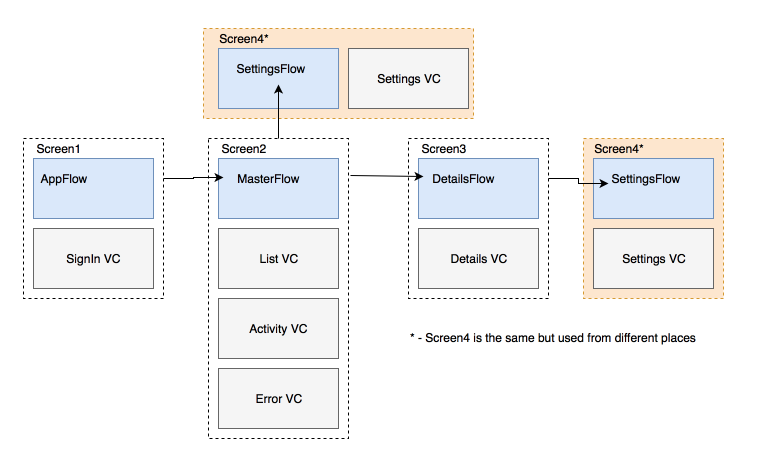 Screen4*
SettingsFlow
Settings VC
Screen1
AppFlow
SignIn VC
Screen2
MasterFlow
List VC
Activity VC
Error VC
Screen3
DetailsFlow
Details VC
Screen4*
SettingsFlow
Settings VC
* - Screen4 is the same but used from different places